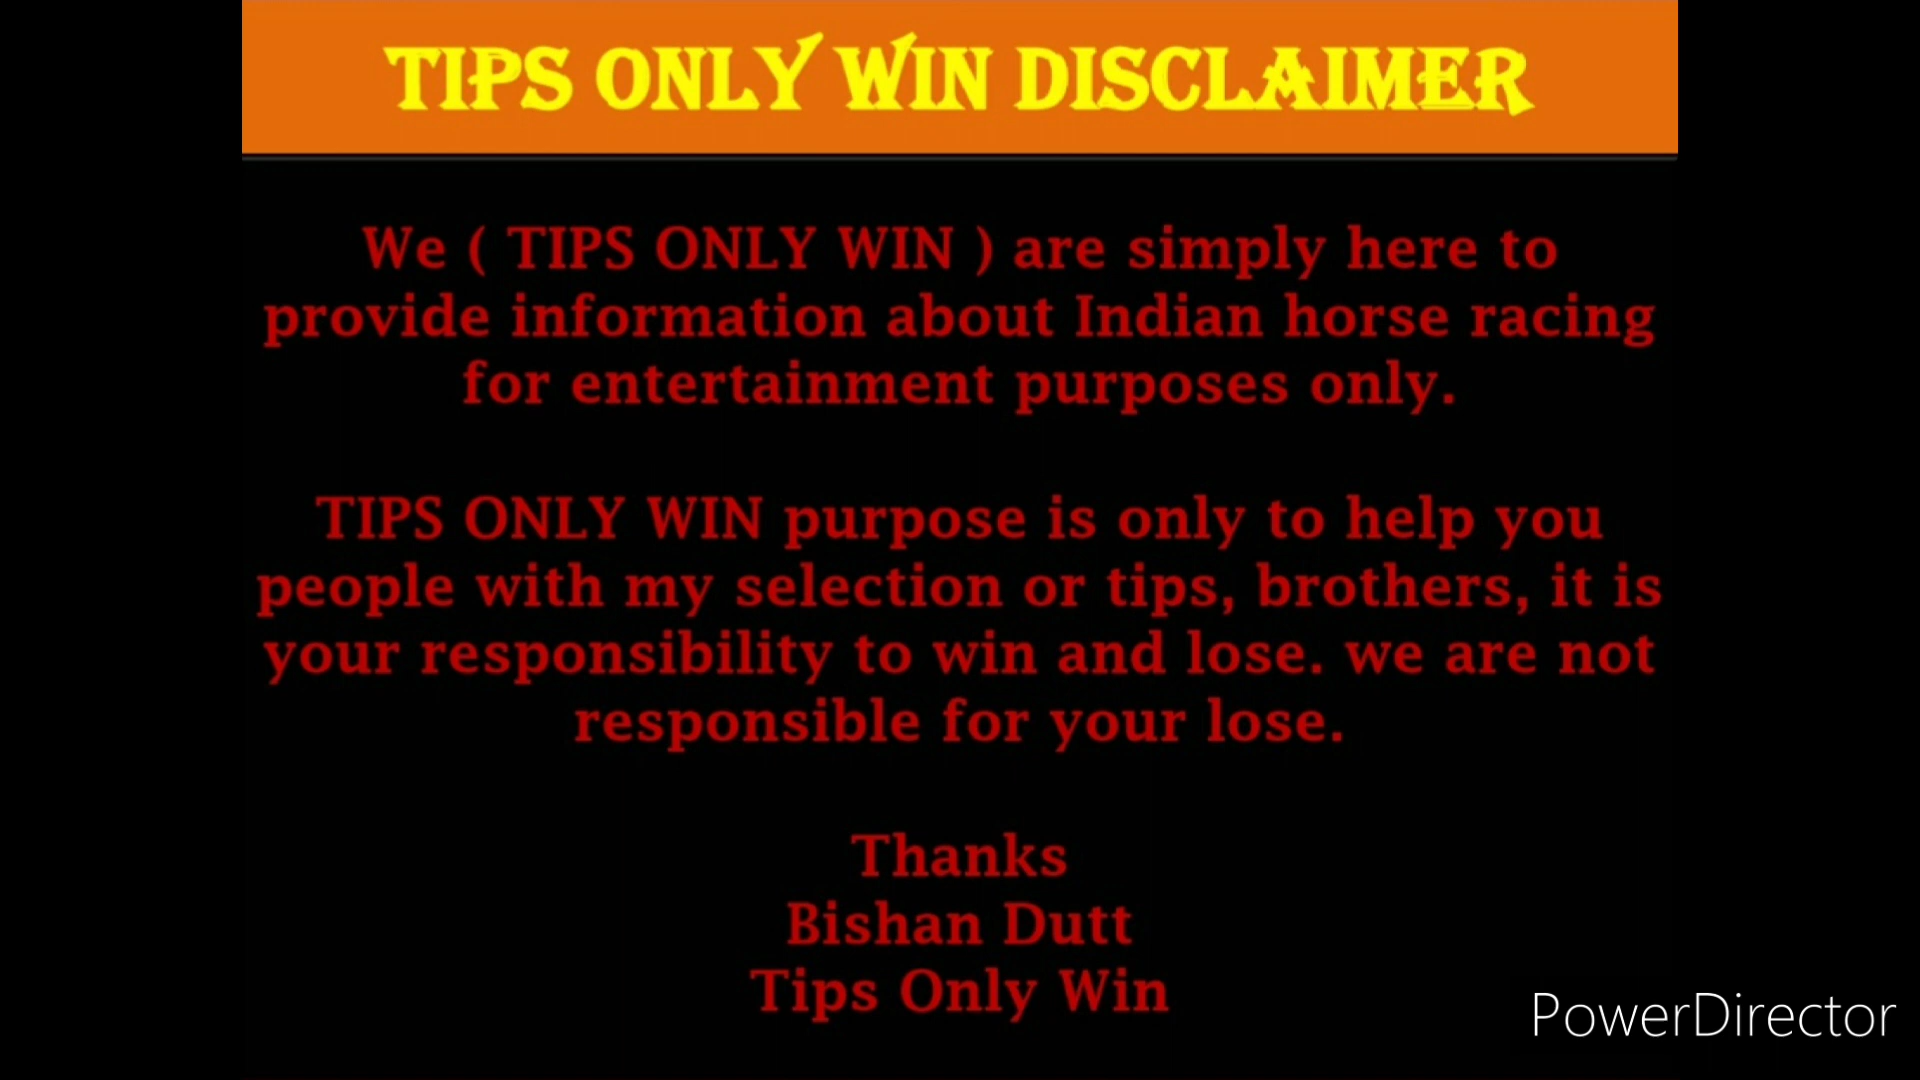 TIPS ONLY WIN DISCLAIMER
We ( TIPS ONLY WIN ) are simply here to
provide information about Indian horse racing
for entertainment purposes only.
TIPS ONLY WIN purpose is only to help you
people with my selection or tips, brothers, it is
your responsibility to win and lose. we are not
responsible for your lose.
Thanks
Bishan Dutt
Tips Only Win
PowerDirector